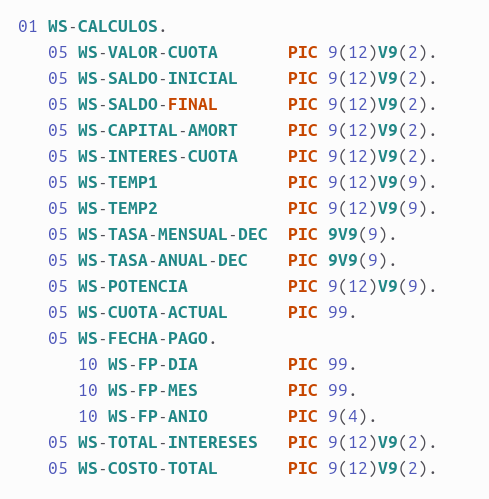 01 WS-CALCULOS.
   05 WS-VALOR-CUOTA       PIC 9(12)V9(2).
   05 WS-SALDO-INICIAL     PIC 9(12)V9(2).
   05 WS-SALDO-FINAL       PIC 9(12)V9(2).
   05 WS-CAPITAL-AMORT     PIC 9(12)V9(2).
   05 WS-INTERES-CUOTA     PIC 9(12)V9(2).
   05 WS-TEMP1             PIC 9(12)V9(9).
   05 WS-TEMP2             PIC 9(12)V9(9).
   05 WS-TASA-MENSUAL-DEC  PIC 9V9(9).
   05 WS-TASA-ANUAL-DEC    PIC 9V9(9).
   05 WS-POTENCIA          PIC 9(12)V9(9).
   05 WS-CUOTA-ACTUAL      PIC 99.
   05 WS-FECHA-PAGO.
      10 WS-FP-DIA         PIC 99.
      10 WS-FP-MES         PIC 99.
      10 WS-FP-ANIO        PIC 9(4).
   05 WS-TOTAL-INTERESES   PIC 9(12)V9(2).
   05 WS-COSTO-TOTAL       PIC 9(12)V9(2).